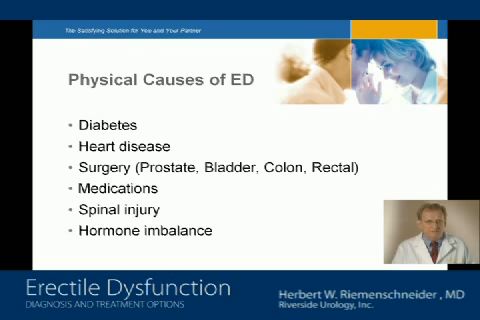 The Satisfying Solution for You and Your Partner
Physical Causes of ED
• Diabetes
• Heart disease
• Surgery (Prostate, Bladder, Colon, Rectal)
• Medications
• Spinal injury
• Hormone imbalance
Erectile Dysfunction
DIAGNOSIS AND TREATMENT OPTIONS
Herbert W. Riemenschneider , MD
Riverside Urology, Inc.